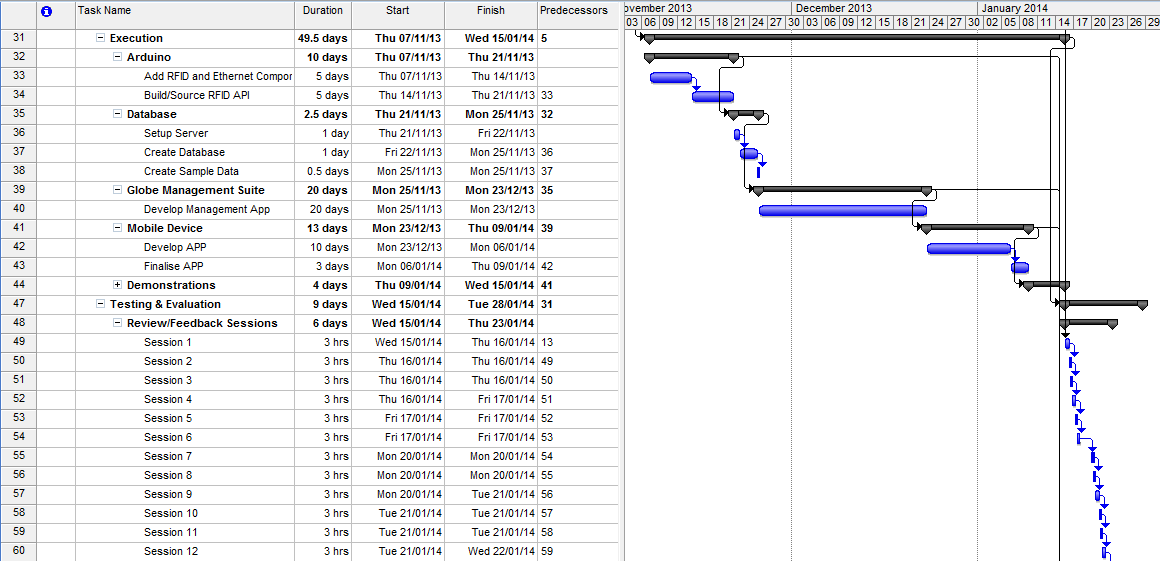 Task Name Duration Start Finish Predecessors ovember 2013 December 2013 January 2014
03 06 09 12 15 18 21 24 27 30 03 06 09 12 15 18 21 24 27 30 02 05 08 11 14 17 20 23 26 29
31 Execution 49.5 days Thu 07/11/13 Wed 15/01/14 5
32 Arduino 10 days Thu 07/11/13 Thu 21/11/13
33 Add RFID and Ethernet Compor 5 days Thu 07/11/13 Thu 14/11/13
34 Build/Source RFID API 5 days Thu 14/11/13 Thu 21/11/13 33
35 Database 2.5 days Thu 21/11/13 Mon 25/11/13 32
36 Setup Server 1 day Thu 21/11/13 Fri 22/11/13
37 Create Database 1 day Fri 22/11/13 Mon 25/11/13 36
38 Create Sample Data 0.5 days Mon 25/11/13 Mon 25/11/13 37
39 Globe Management Suite 20 days Mon 25/11/13 Mon 23/12/13 35
40 Develop Management App 20 days Mon 25/11/13 Mon 23/12/13
41 Mobile Device 13 days Mon 23/12/13 Thu 09/01/14 39
42 Develop APP 10 days Mon 23/12/13 Mon 06/01/14
43 Finalise APP 3 days Mon 06/01/14 Thu 09/01/14 42
44 Demonstrations 4 days Thu 09/01/14 Wed 15/01/14 41
47 Testing & Evaluation 9 days Wed 15/01/14 Tue 28/01/14 31
48 Review/Feedback Sessions 6 days Wed 15/01/14 Thu 23/01/14
49 Session 1 3 hrs Wed 15/01/14 Thu 16/01/14 13
50 Session 2 3 hrs Thu 16/01/14 Thu 16/01/14 49
51 Session 3 3 hrs Thu 16/01/14 Thu 16/01/14 50
52 Session 4 3 hrs Thu 16/01/14 Fri 17/01/14 51
53 Session 5 3 hrs Fri 17/01/14 Fri 17/01/14 52
54 Session 6 3 hrs Fri 17/01/14 Fri 17/01/14 53
55 Session 7 3 hrs Mon 20/01/14 Mon 20/01/14 54
56 Session 8 3 hrs Mon 20/01/14 Mon 20/01/14 55
57 Session 9 3 hrs Mon 20/01/14 Tue 21/01/14 56
58 Session 10 3 hrs Tue 21/01/14 Tue 21/01/14 57
59 Session 11 3 hrs Tue 21/01/14 Tue 21/01/14 58
60 Session 12 3 hrs Tue 21/01/14 Wed 22/01/14 59